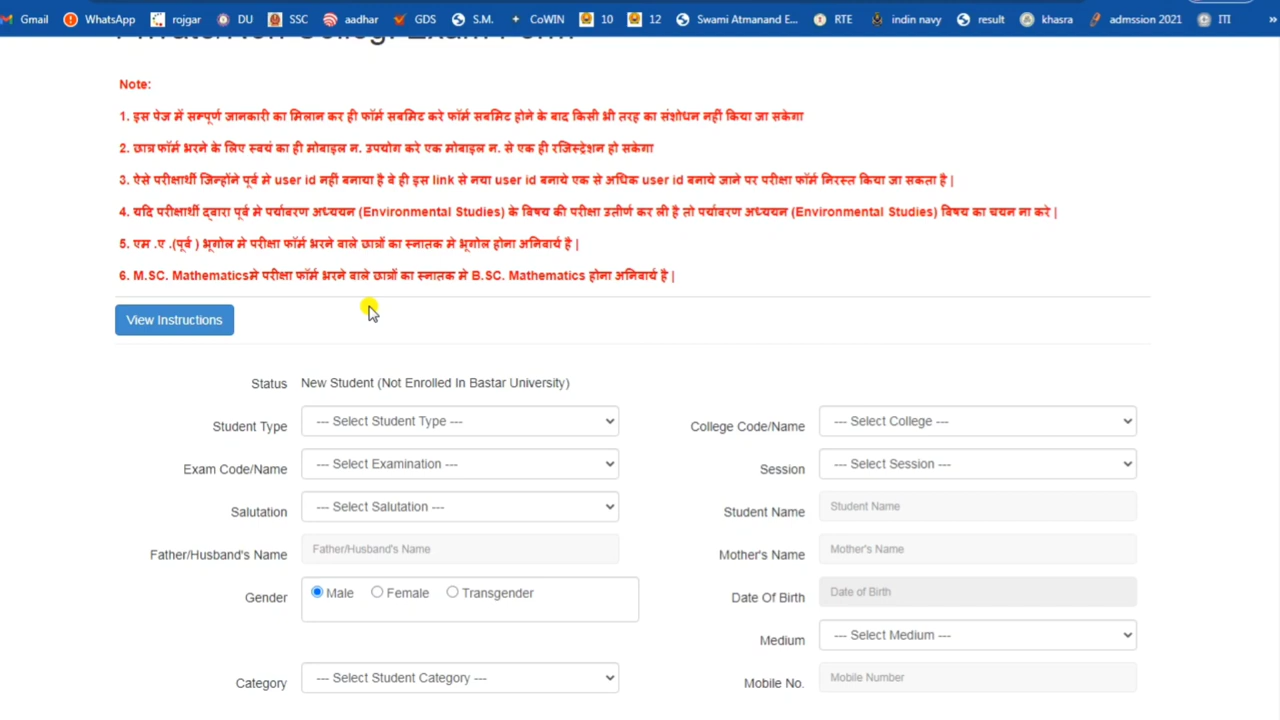 Gmail WhatsApp rojgar DU SSC aadhar GDS S.M. CoWIN 10 12 Swami Atmanand E... RTE indin navy result khasra admssion 2021 ITI »
Note:
1. इस पेज में सम्पूर्ण जानकारी का मिलान कर ही फॉर्म सबमिट करे फॉर्म सबमिट होने के बाद किसी भी तरह का संशोधन नहीं किया जा सकेगा
2. छात्र फॉर्म भरने के लिए स्वयं का ही मोबाइल न. उपयोग करे एक मोबाइल न. से एक ही रजिस्ट्रेशन हो सकेगा
3. ऐसे परीक्षार्थी जिन्होंने पूर्व मे user id नहीं बनाया है वे ही इस link से नया user id बनाये एक से अधिक user id बनाये जाने पर परीक्षा फॉर्म निरस्त किया जा सकता है |
4. यदि परीक्षार्थी द्वारा पूर्व मे पर्यावरण अध्ययन (Environmental Studies) के विषय की परीक्षा उतीर्ण कर ली है तो पर्यावरण अध्ययन (Environmental Studies) विषय का चयन ना करे |
5. एम .ए .(पूर्व ) भूगोल मे परीक्षा फॉर्म भरने वाले छात्रों का स्नातक मे भूगोल होना अनिवार्य है |
6. M.SC. Mathematicsमे परीक्षा फॉर्म भरने वाले छात्रों का स्नातक मे B.SC. Mathematics होना अनिवार्य है |
View Instructions
Status New Student (Not Enrolled In Bastar University)
Student Type --- Select Student Type --- College Code/Name --- Select College ---
Exam Code/Name --- Select Examination --- Session --- Select Session ---
Salutation --- Select Salutation --- Student Name Student Name
Father/Husband's Name Father/Husband's Name Mother's Name Mother's Name
Gender Male Female Transgender Date Of Birth Date of Birth
Medium --- Select Medium ---
Category --- Select Student Category --- Mobile No. Mobile Number